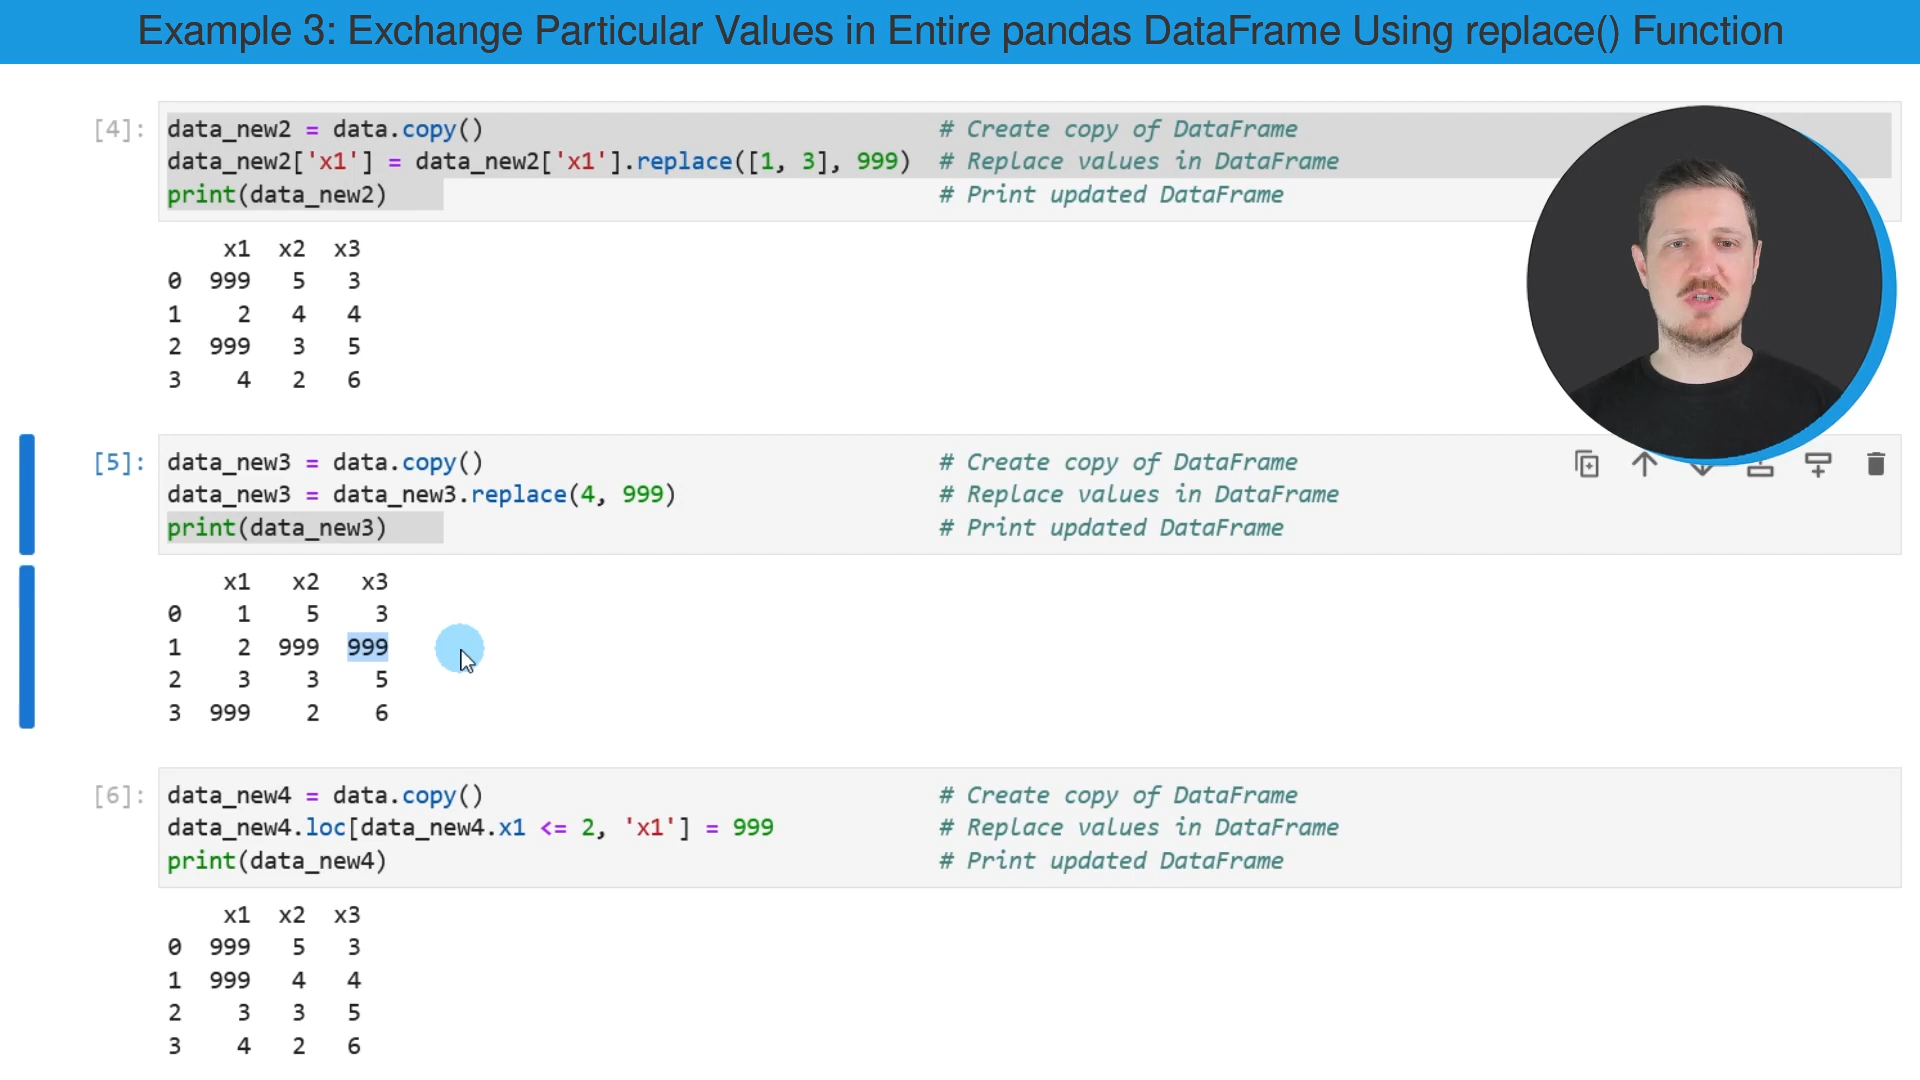 Example 3: Exchange Particular Values in Entire pandas DataFrame Using replace() Function
[4]: data_new2 = data.copy() # Create copy of DataFrame
data_new2['x1'] = data_new2['x1'].replace([1, 3], 999) # Replace values in DataFrame
print(data_new2) # Print updated DataFrame
x1 x2 x3
0 999 5 3
1 2 4 4
2 999 3 5
3 4 2 6
[5]: data_new3 = data.copy() # Create copy of DataFrame
data_new3 = data_new3.replace(4, 999) # Replace values in DataFrame
print(data_new3) # Print updated DataFrame
x1 x2 x3
0 1 5 3
1 2 999 999
2 3 3 5
3 999 2 6
[6]: data_new4 = data.copy() # Create copy of DataFrame
data_new4.loc[data_new4.x1 <= 2, 'x1'] = 999 # Replace values in DataFrame
print(data_new4) # Print updated DataFrame
x1 x2 x3
0 999 5 3
1 999 4 4
2 3 3 5
3 4 2 6